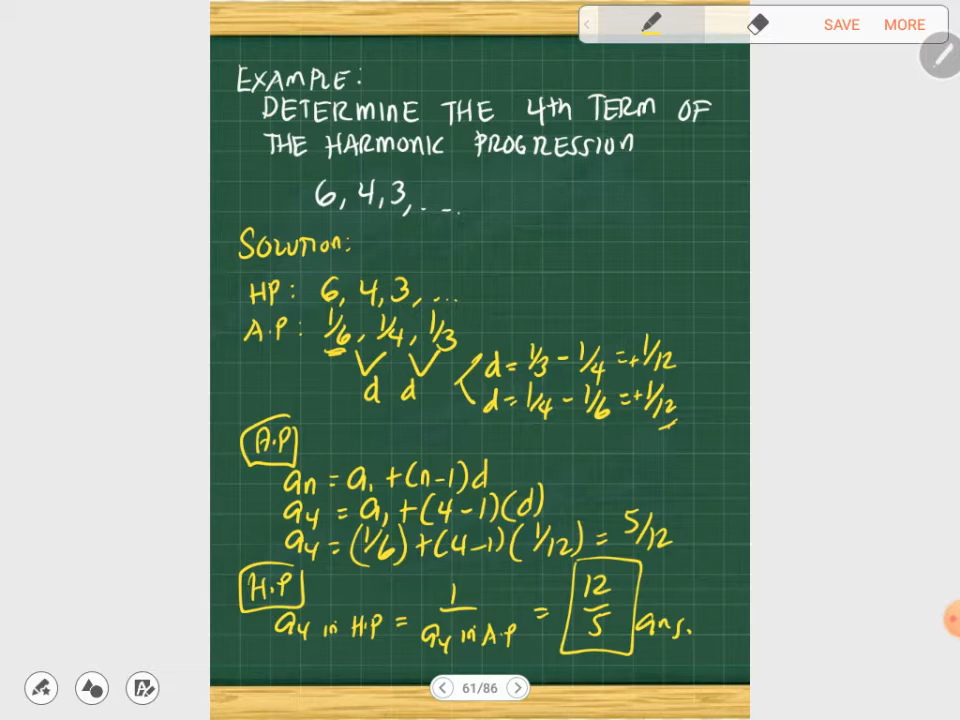 SAVE MORE
EXAMPLE:
DETERMINE THE 4th TERM OF
THE HARMONIC PROGRESSION
6, 4, 3, ...
SOLUTION:
HP: 6, 4, 3, ...
A.P: 1/6, 1/4, 1/3
d d
d = 1/3 - 1/4 = +1/12
d = 1/4 - 1/6 = +1/12
A.P
an = a1 + (n-1)d
a4 = a1 + (4-1)(d)
a4 = (1/6) + (4-1)(1/12) = 5/12
H.P
a4 in H.P = 1/a4 in A.P = 12/5 ans.
61/86